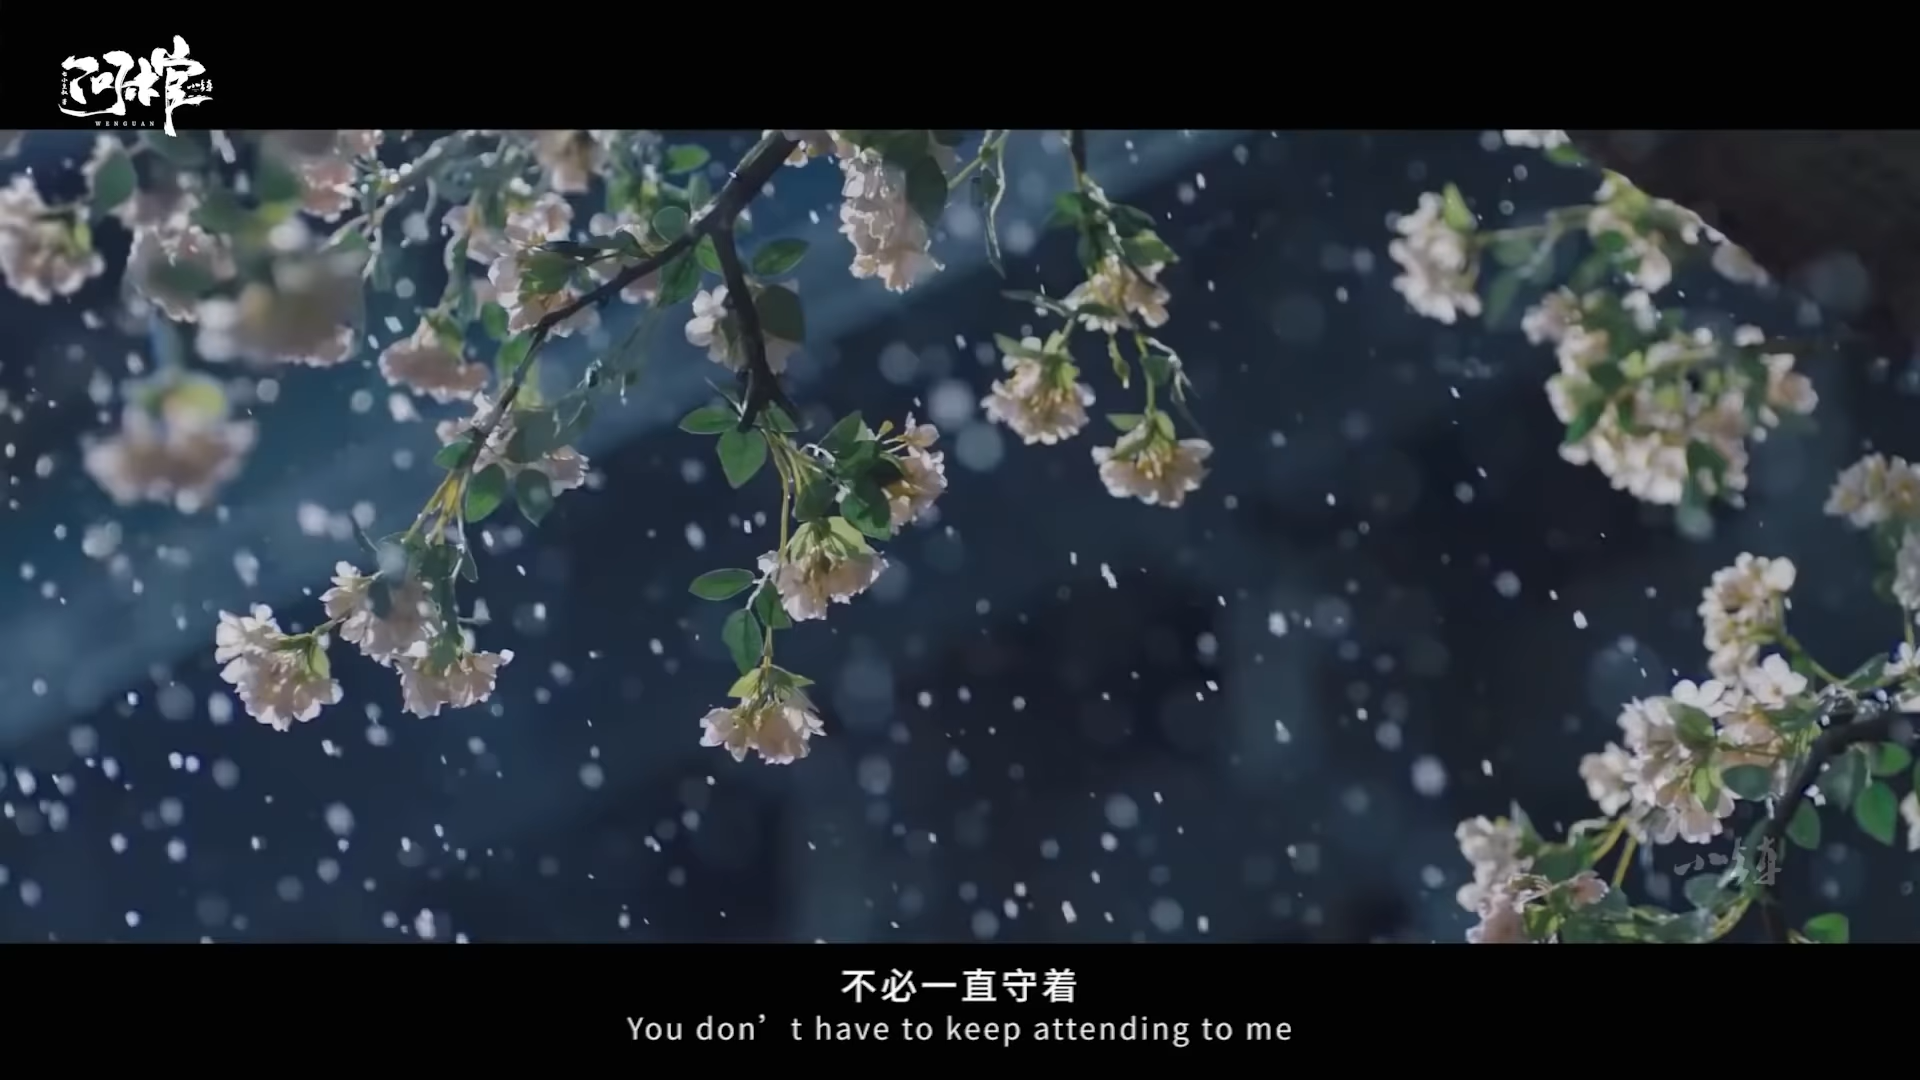 问棺
WENGUAN
不必一直守着
You don’t have to keep attending to me